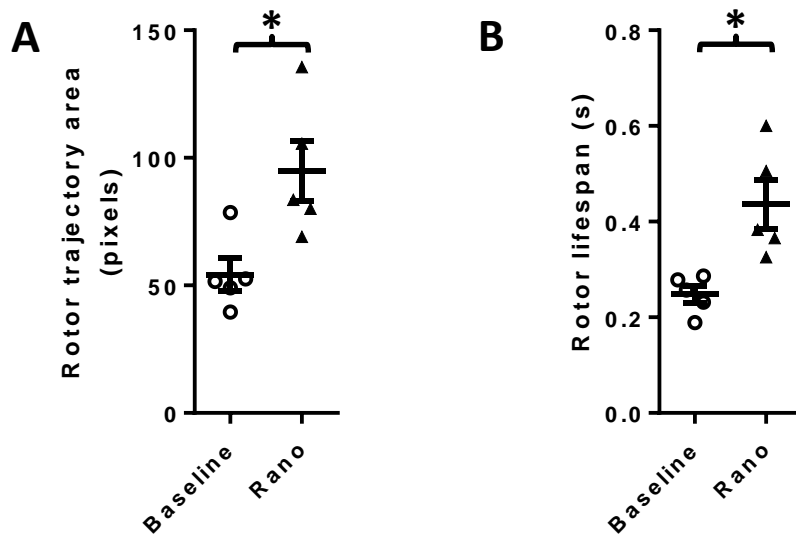 A
Rotor trajectory area
(pixels)
150
100
50
0
*
Baseline
Rano
B
Rotor lifespan (s)
0.8
0.6
0.4
0.2
0.0
*
Baseline
Rano